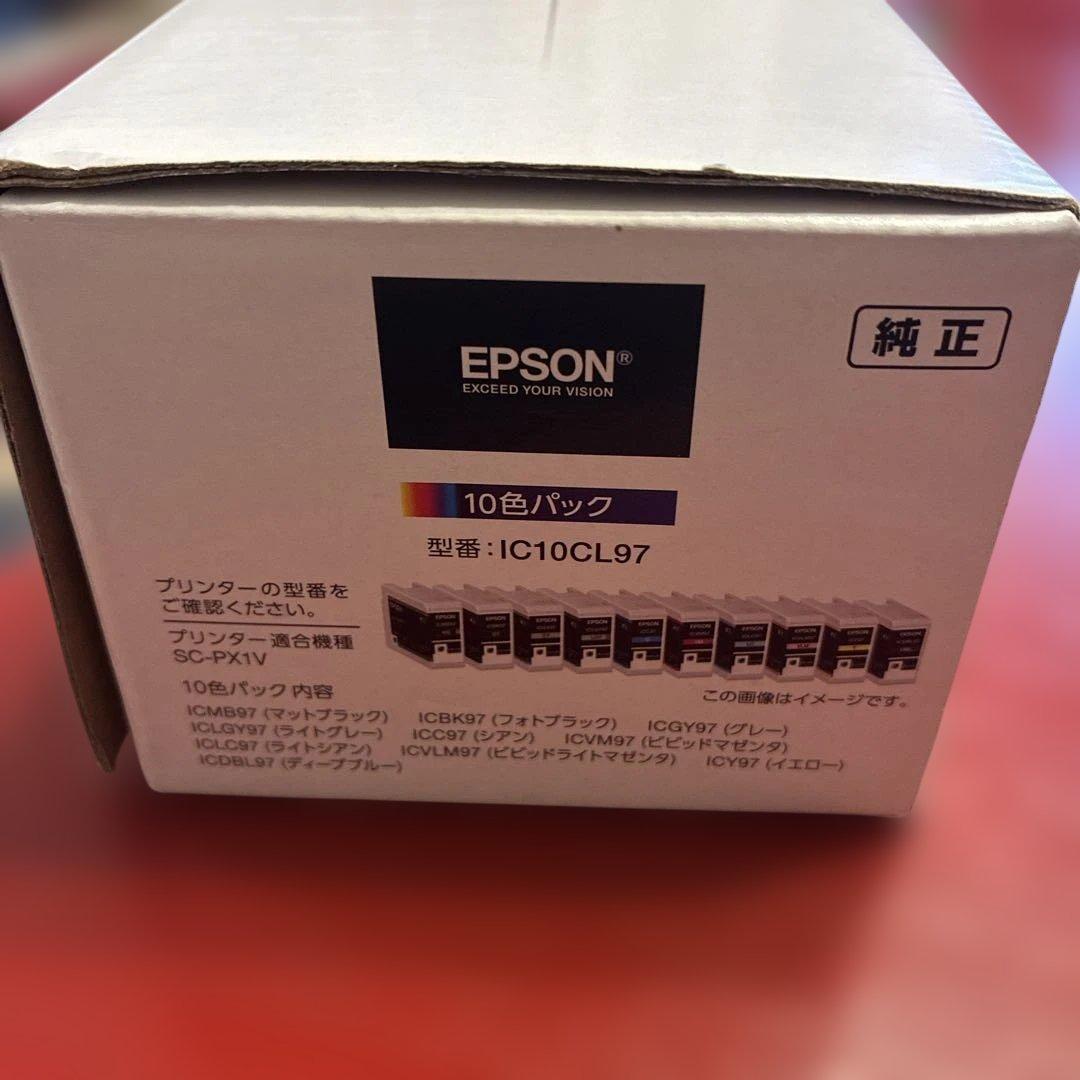 EPSON®
EXCEED YOUR VISION
純正
10色パック
型番：IC10CL97
プリンターの型番を
ご確認ください。
プリンター適合機種
SC-PX1V
この画像はイメージです。
10色パック内容
ICMB97 (マットブラック) ICBK97 (フォトブラック) ICGY97 (グレー)
ICLGY97 (ライトグレー) ICC97 (シアン) ICVM97 (ビビッドマゼンタ)
ICLC97 (ライトシアン) ICVLM97 (ビビッドライトマゼンタ) ICY97 (イエロー)
ICDBL97 (ディープブルー)